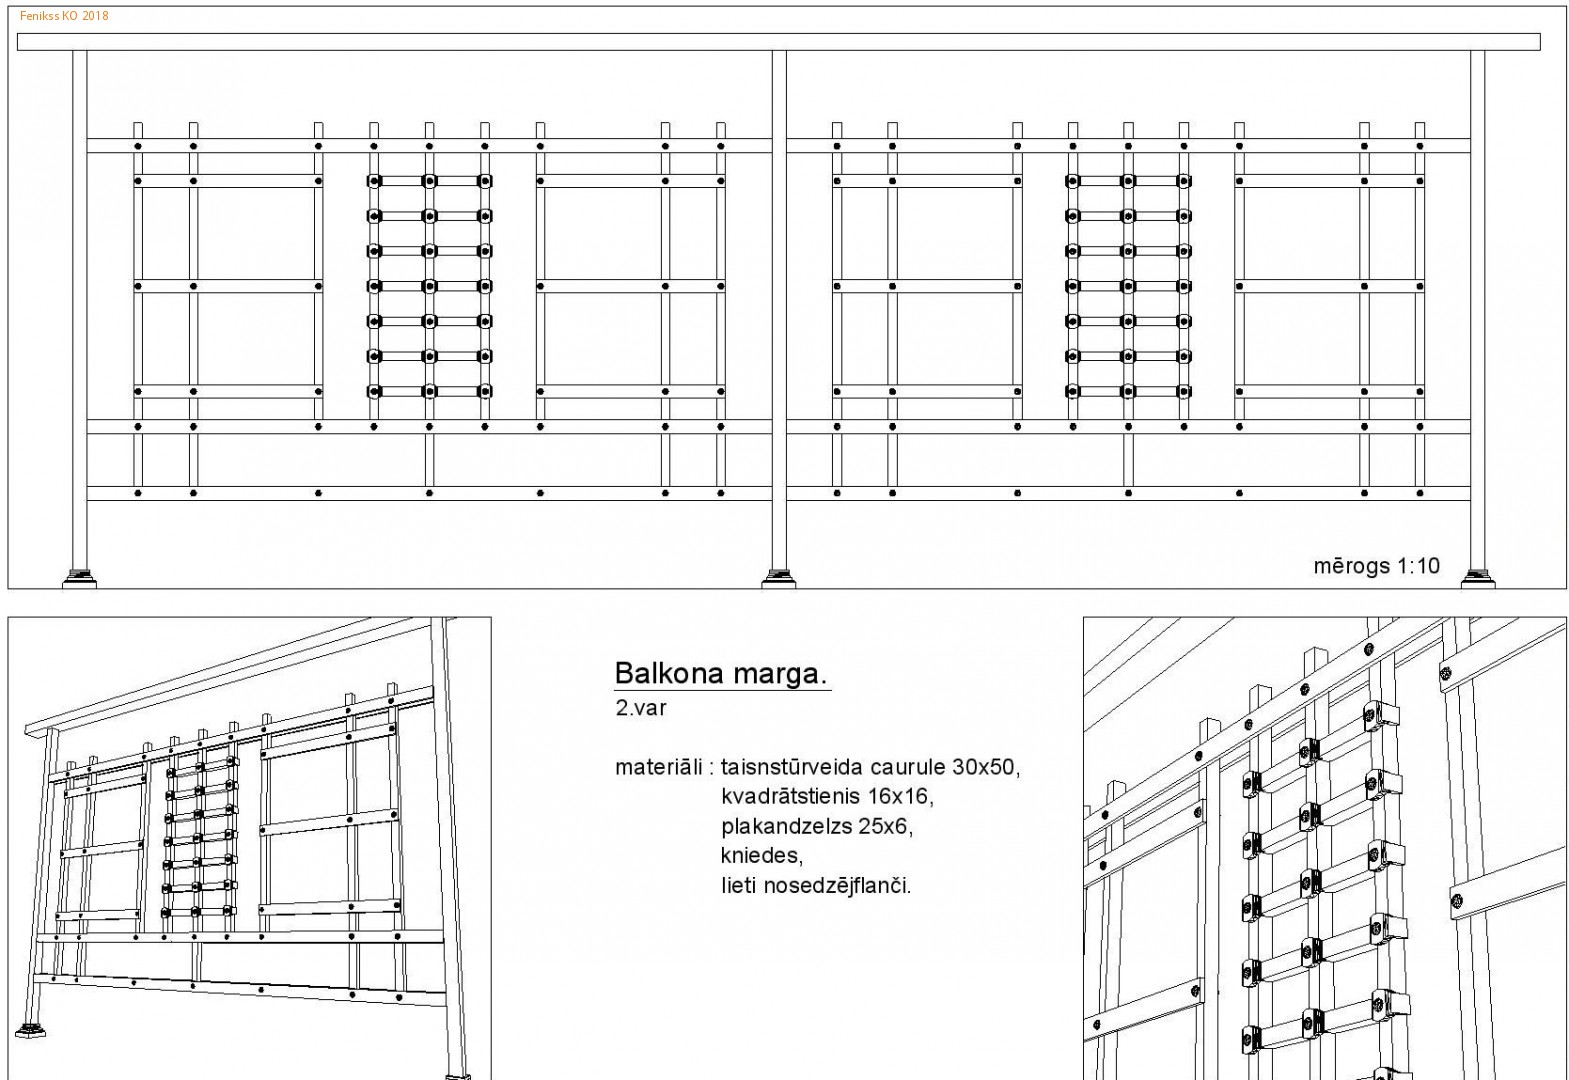 Fenikss KO 2018
mērogs 1:10
Balkona marga.
2.var
materiāli : taisnstūrveida caurule 30x50,
kvadrātstienis 16x16,
plakandzelzs 25x6,
kniedes,
lieti nosedzējflanči.